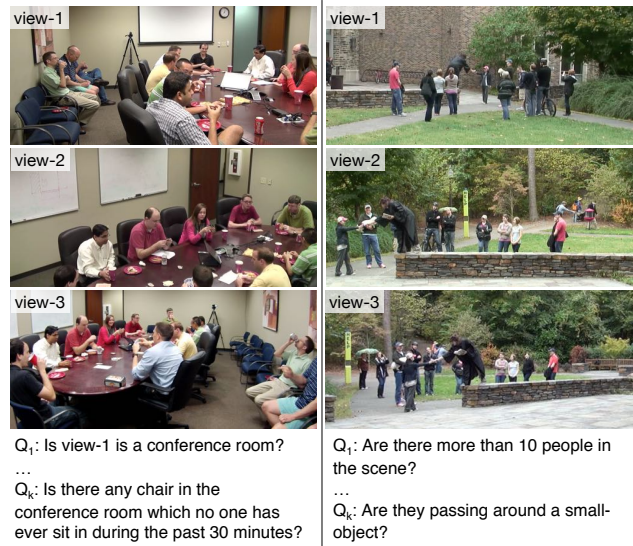 view-1
view-2
view-3
Q1: Is view-1 is a conference room?
...
Qk: Is there any chair in the
conference room which no one has
ever sit in during the past 30 minutes?
view-1
view-2
view-3
Q1: Are there more than 10 people in
the scene?
...
Qk: Are they passing around a small-
object?